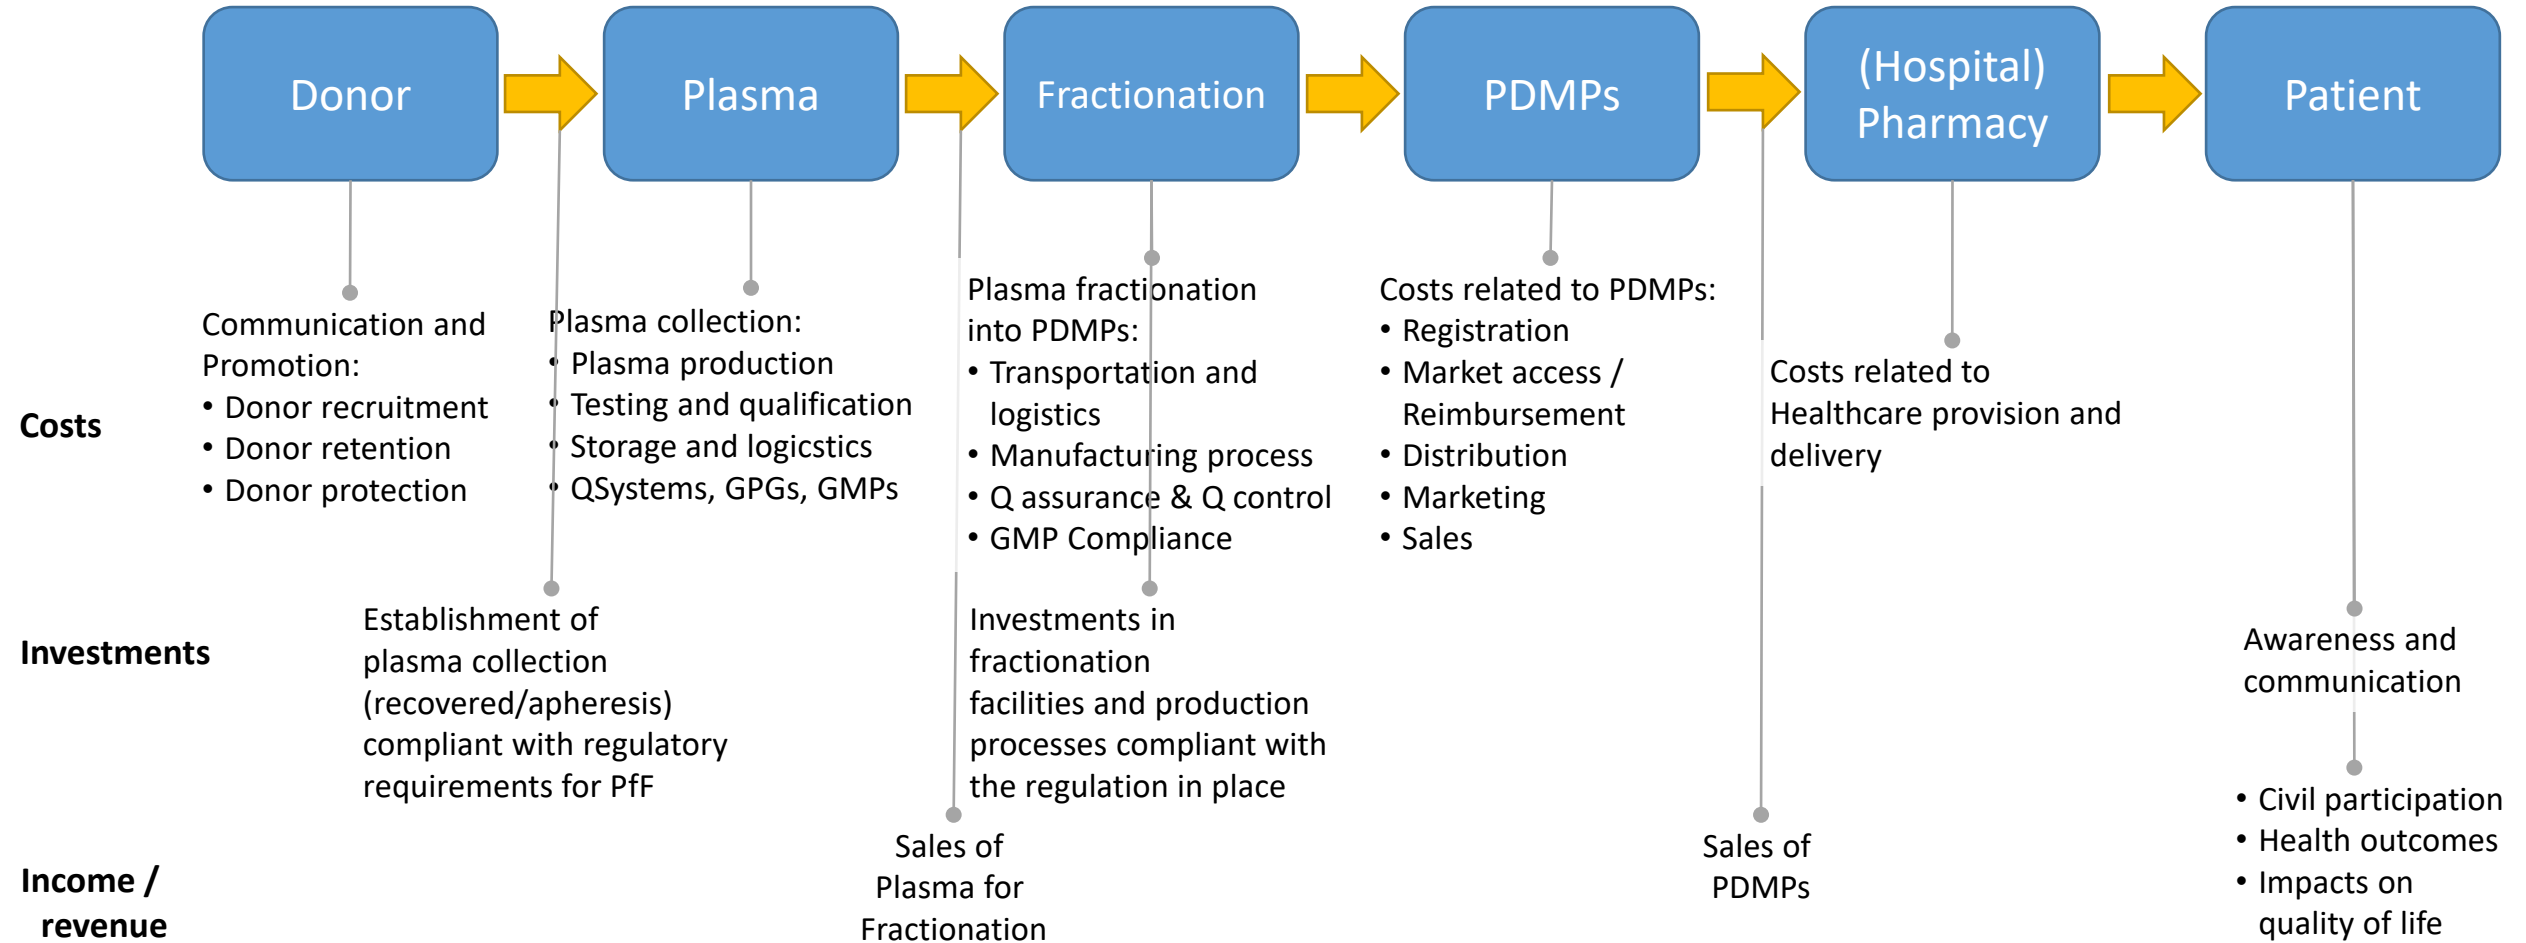 Donor
Plasma
Fractionation
PDMPs
(Hospital)
Pharmacy
Patient
Costs
Communication and
Promotion:
• Donor recruitment
• Donor retention
• Donor protection
Plasma collection:
• Plasma production
• Testing and qualification
• Storage and logicstics
• QSystems, GPGs, GMPs
Plasma fractionation
into PDMPs:
• Transportation and
logistics
• Manufacturing process
• Q assurance & Q control
• GMP Compliance
Costs related to PDMPs:
• Registration
• Market access /
Reimbursement
• Distribution
• Marketing
• Sales
Costs related to
Healthcare provision and
delivery
Investments
Establishment of
plasma collection
(recovered/apheresis)
compliant with regulatory
requirements for PfF
Investments in
fractionation
facilities and production
processes compliant with
the regulation in place
Awareness and
communication
Income /
revenue
Sales of
Plasma for
Fractionation
Sales of
PDMPs
• Civil participation
• Health outcomes
• Impacts on
quality of life